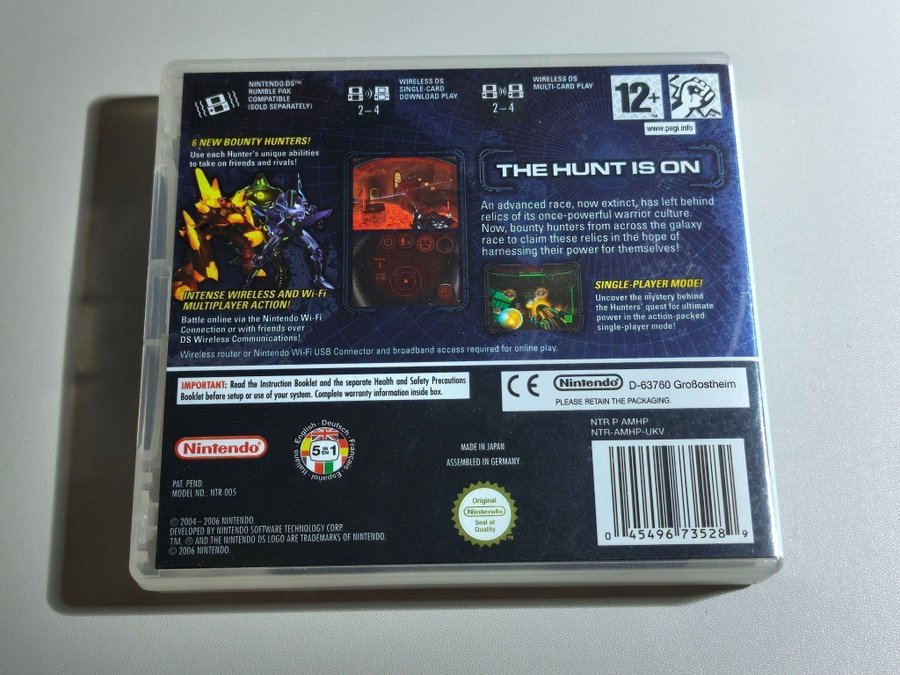 NINTENDO DS™
RUMBLE PAK
COMPATIBLE
(SOLD SEPARATELY)
2–4
WIRELESS DS
SINGLE-CARD
DOWNLOAD PLAY
2–4
WIRELESS DS
MULTI-CARD PLAY
12+
™
www.pegi.info
6 NEW BOUNTY HUNTERS!
Use each Hunter's unique abilities
to take on friends and rivals!
INTENSE WIRELESS AND Wi-Fi
MULTIPLAYER ACTION!
Battle online via the Nintendo Wi-Fi
Connection or with friends over
DS Wireless Communications!
THE HUNT IS ON
An advanced race, now extinct, has left behind
relics of its once-powerful warrior culture.
Now, bounty hunters from across the galaxy
race to claim these relics in the hope of
harnessing their power for themselves!
SINGLE-PLAYER MODE!
Uncover the mystery behind
the Hunters' quest for ultimate
power in the action-packed
single-player mode!
Wireless router or Nintendo Wi-Fi USB Connector and broadband access required for online play.
IMPORTANT: Read the Instruction Booklet and the separate Health and Safety Precautions
Booklet before setup or use of your system. Complete warranty information inside box.
CE Nintendo D-63760 Großostheim
PLEASE RETAIN THE PACKAGING.
NTR P AMHP
NTR-AMHP-UKV
Nintendo®
English · Deutsch · Français · Español · Italiano
5 IN EN 1
MADE IN JAPAN
ASSEMBLED IN GERMANY
PAT. PEND.
MODEL NO.: NTR-005
Original
Nintendo
Seal of
Quality
™
© 2004–2006 NINTENDO.
DEVELOPED BY NINTENDO SOFTWARE TECHNOLOGY CORP.
TM, ® AND THE NINTENDO DS LOGO ARE TRADEMARKS OF NINTENDO.
© 2006 NINTENDO.
0 45496 73528 9